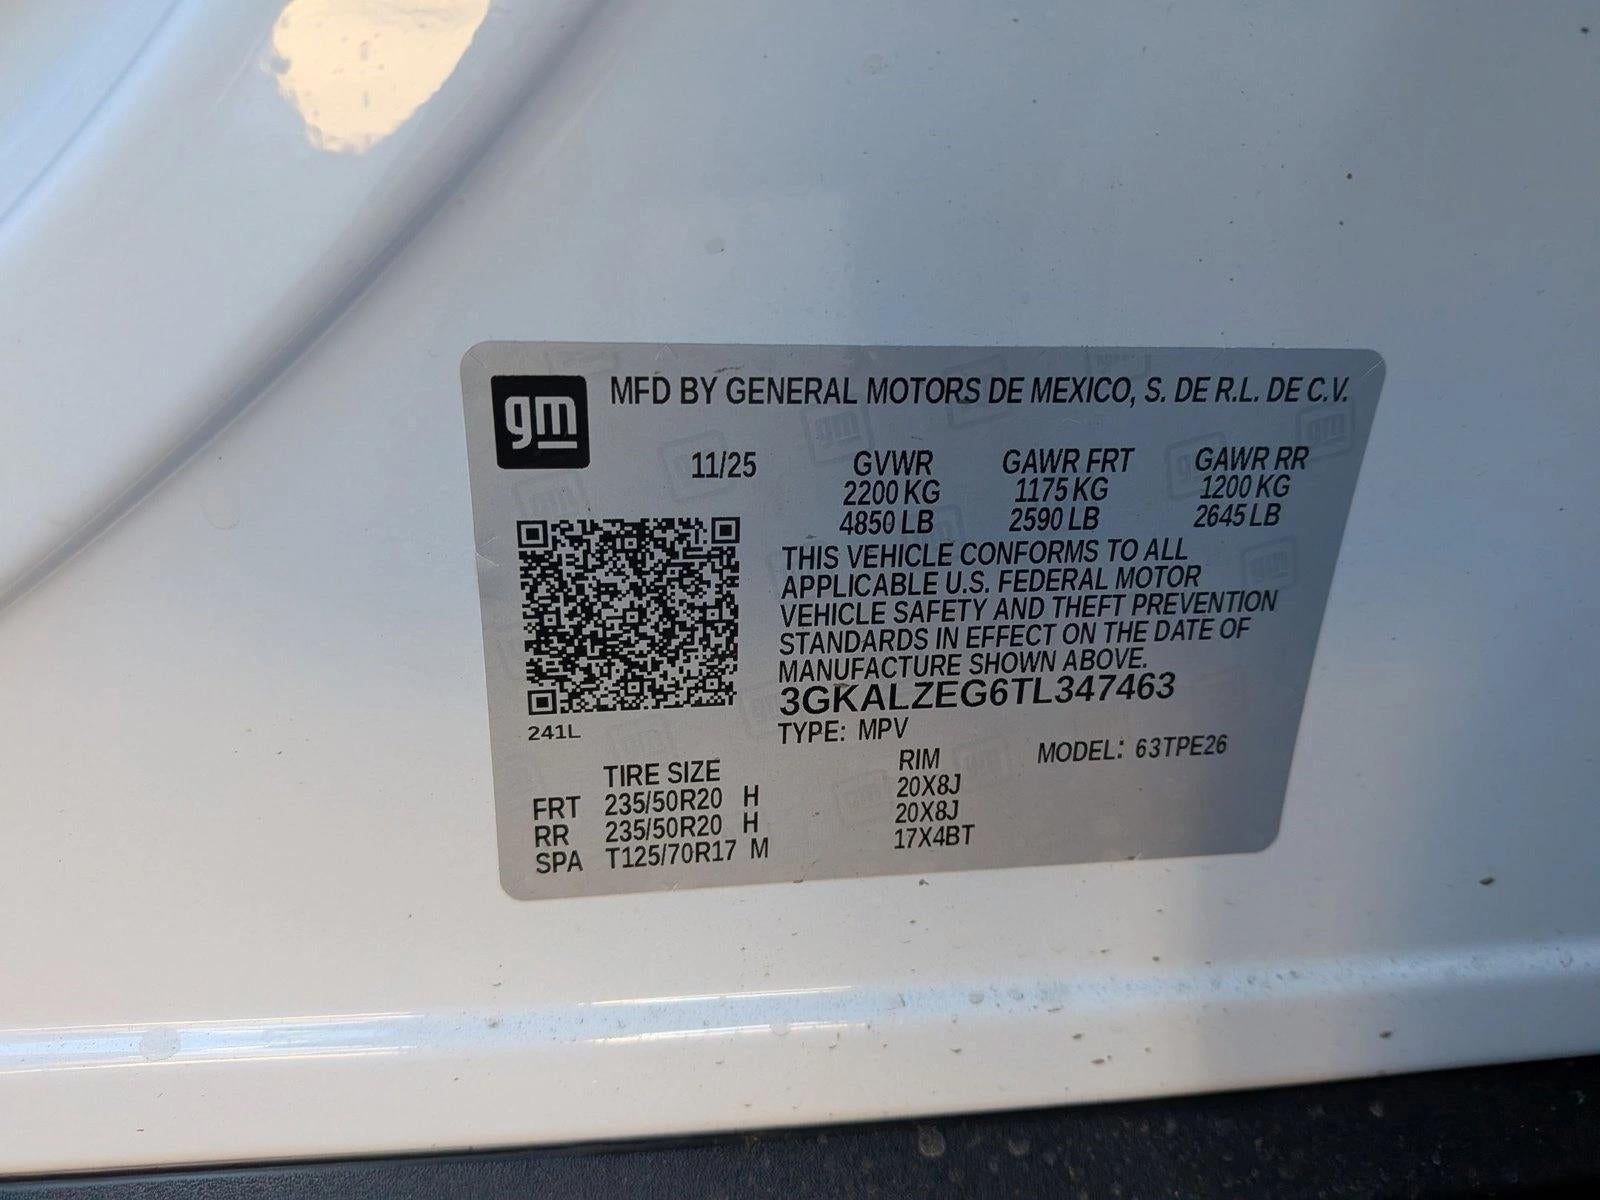 gm MFD BY GENERAL MOTORS DE MEXICO, S. DE R.L. DE C.V.
11/25 GVWR GAWR FRT GAWR RR
2200 KG 1175 KG 1200 KG
4850 LB 2590 LB 2645 LB
THIS VEHICLE CONFORMS TO ALL
APPLICABLE U.S. FEDERAL MOTOR
VEHICLE SAFETY AND THEFT PREVENTION
STANDARDS IN EFFECT ON THE DATE OF
MANUFACTURE SHOWN ABOVE.
3GKALZEG6TL347463
241L
TYPE: MPV MODEL: 63TPE26
TIRE SIZE RIM
FRT 235/50R20 H 20X8J
RR 235/50R20 H 20X8J
SPA T125/70R17 M 17X4BT